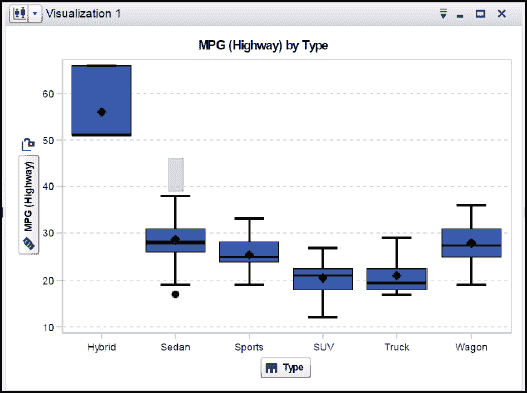 Visualization 1
MPG (Highway) by Type
60
50
40
30
20
10
MPG (Highway)
Hybrid
Sedan
Sports
SUV
Truck
Wagon
Type